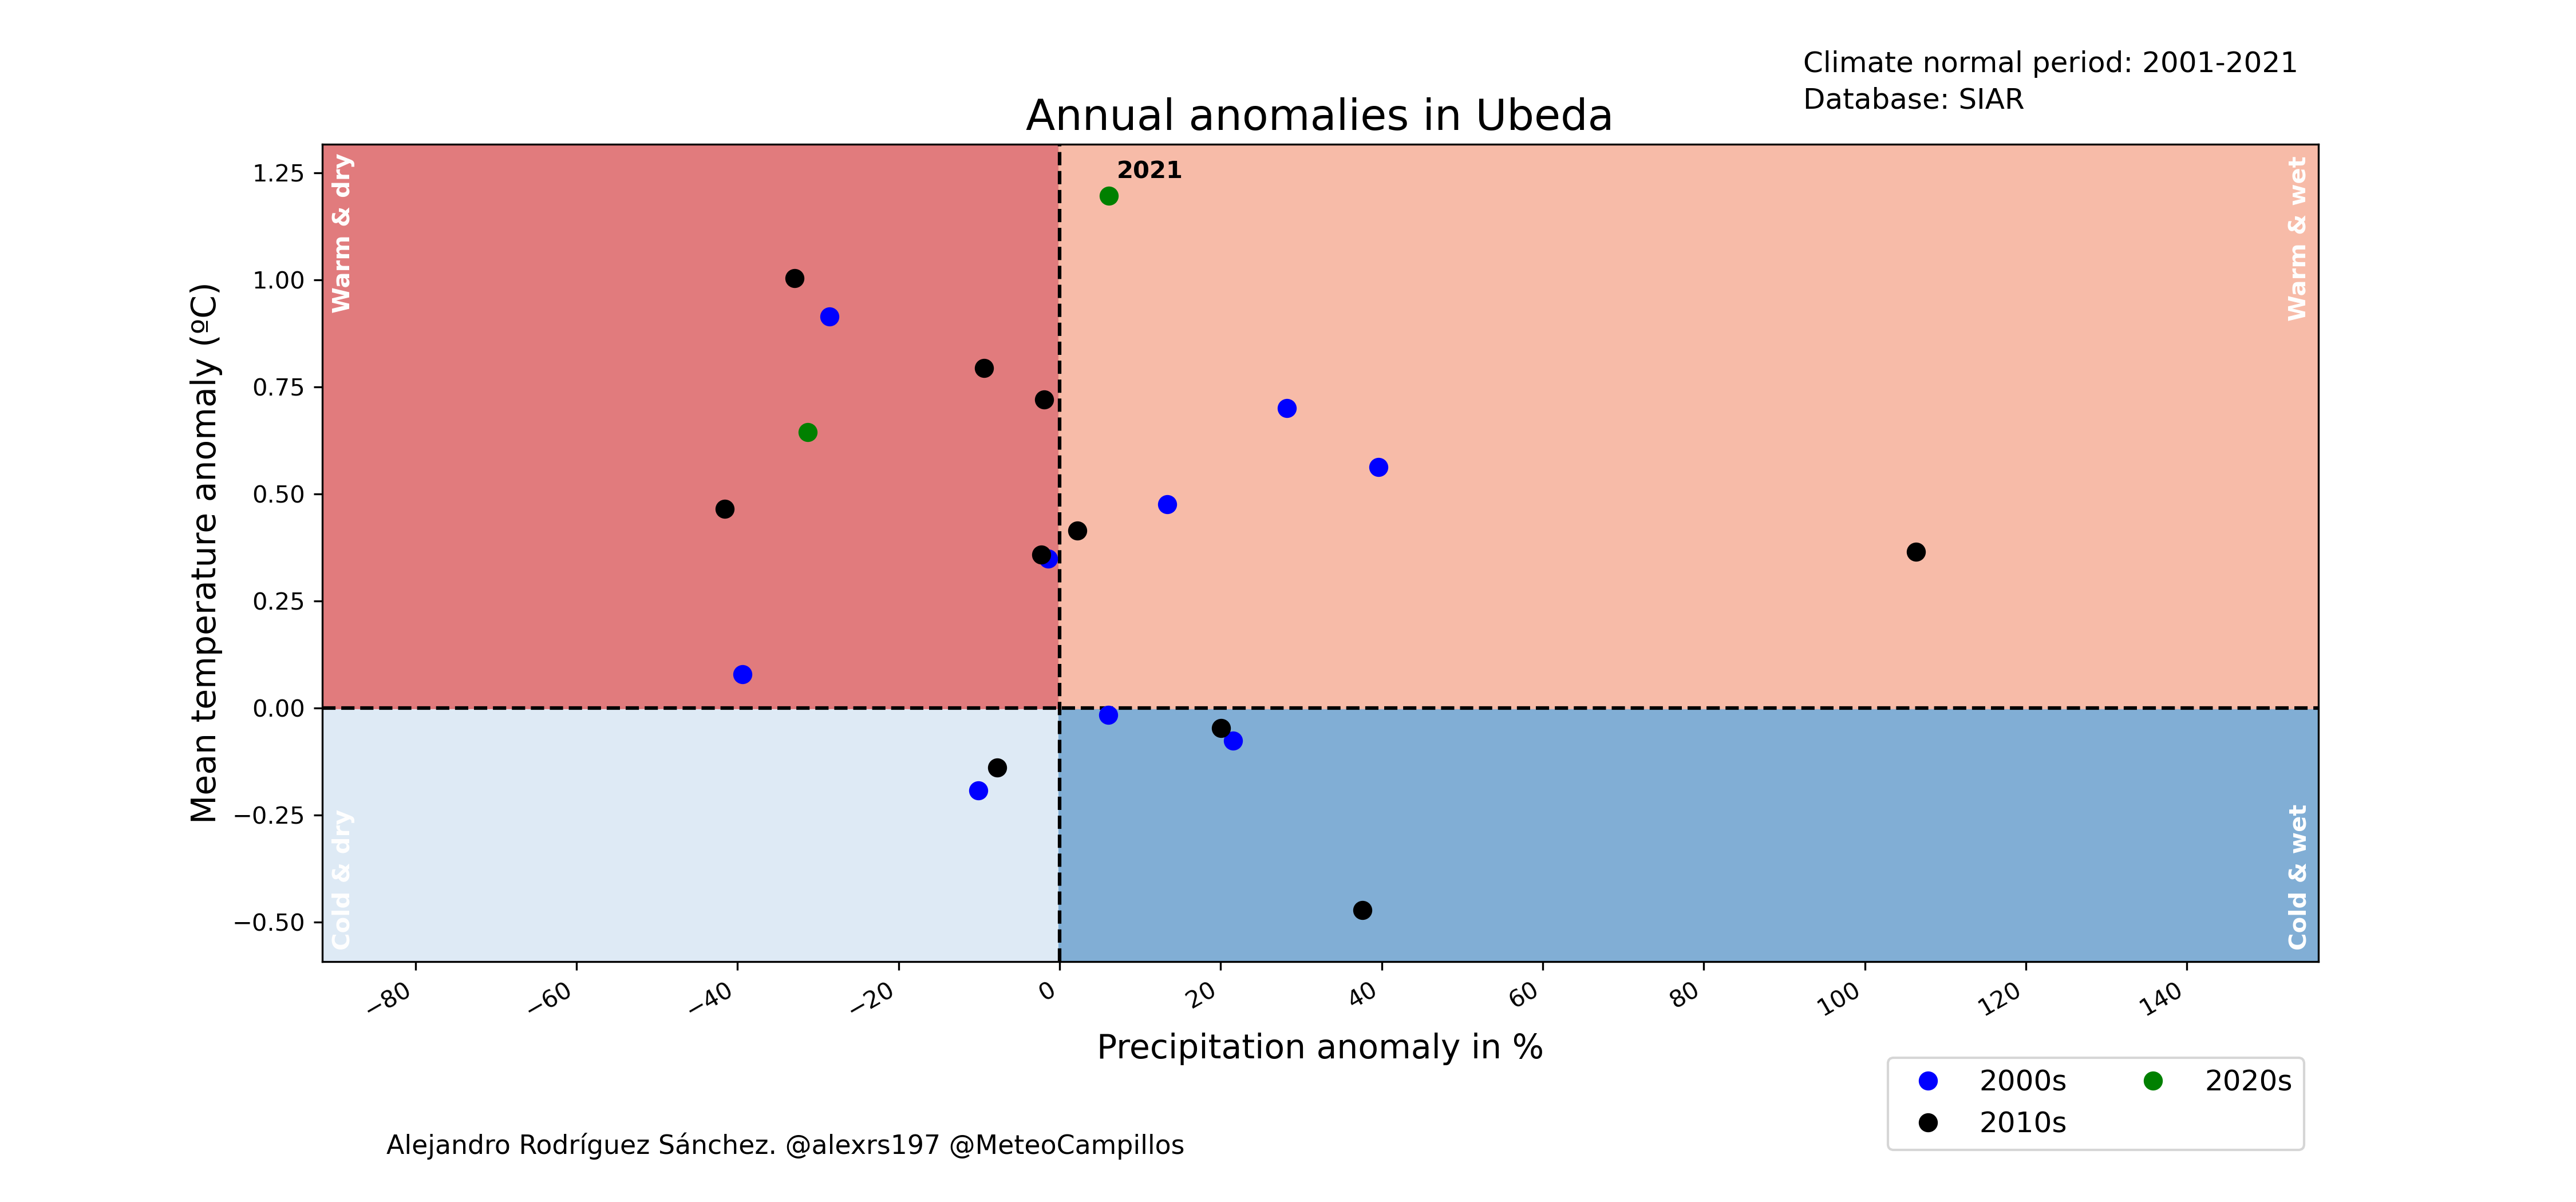 Climate normal period: 2001-2021
Database: SIAR
Annual anomalies in Ubeda
Mean temperature anomaly (ºC)
1.25
1.00
0.75
0.50
0.25
0.00
−0.25
−0.50
Warm & dry
Warm & wet
2021
Cold & dry
Cold & wet
−80
−60
−40
−20
0
20
40
60
80
100
120
140
Precipitation anomaly in %
2000s
2010s
2020s
Alejandro Rodríguez Sánchez. @alexrs197 @MeteoCampillos